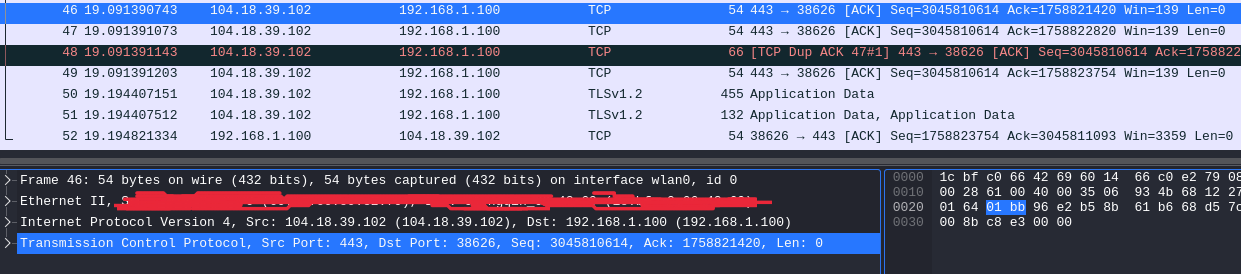 46 19.091390743 104.18.39.102 192.168.1.100 TCP 54 443 → 38626 [ACK] Seq=3045810614 Ack=1758821420 Win=139 Len=0
47 19.091391073 104.18.39.102 192.168.1.100 TCP 54 443 → 38626 [ACK] Seq=3045810614 Ack=1758822820 Win=139 Len=0
48 19.091391143 104.18.39.102 192.168.1.100 TCP 66 [TCP Dup ACK 47#1] 443 → 38626 [ACK] Seq=3045810614 Ack=1758822
49 19.091391203 104.18.39.102 192.168.1.100 TCP 54 443 → 38626 [ACK] Seq=3045810614 Ack=1758823754 Win=139 Len=0
50 19.194407151 104.18.39.102 192.168.1.100 TLSv1.2 455 Application Data
51 19.194407512 104.18.39.102 192.168.1.100 TLSv1.2 132 Application Data, Application Data
52 19.194821334 192.168.1.100 104.18.39.102 TCP 54 38626 → 443 [ACK] Seq=1758823754 Ack=3045811093 Win=3359 Len=0
Frame 46: 54 bytes on wire (432 bits), 54 bytes captured (432 bits) on interface wlan0, id 0
Ethernet II,
Internet Protocol Version 4, Src: 104.18.39.102 (104.18.39.102), Dst: 192.168.1.100 (192.168.1.100)
Transmission Control Protocol, Src Port: 443, Dst Port: 38626, Seq: 3045810614, Ack: 1758821420, Len: 0
0000 1c bf c0 66 42 69 60 14 66 c0 e2 79 08
0010 00 28 61 00 40 00 35 06 93 4b 68 12 27
0020 01 64 01 bb 96 e2 b5 8b 61 b6 68 d5 7c
0030 00 8b c8 e3 00 00